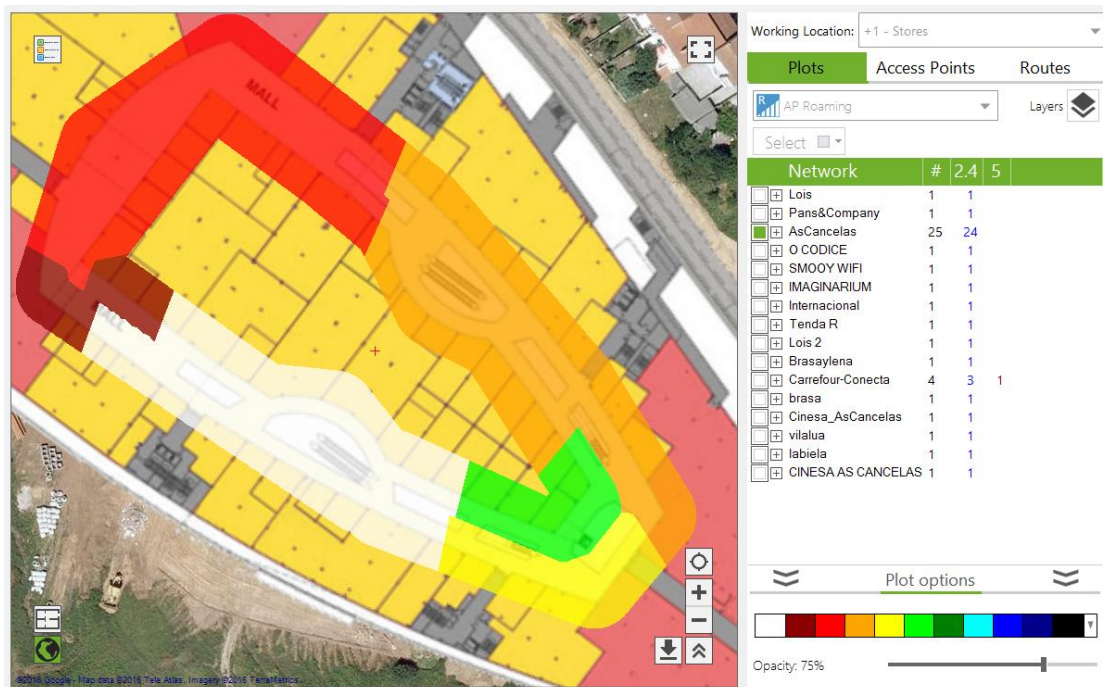 Working Location: +1 - Stores
Plots Access Points Routes
R AP Roaming Layers
Select
Network # 2.4 5
Lois 1 1
Pans&Company 1 1
AsCancelas 25 24
O CODICE 1 1
SMOOY WIFI 1 1
IMAGINARIUM 1 1
Internacional 1 1
Tenda R 1 1
Lois 2 1 1
Brasaylena 1 1
Carrefour-Conecta 4 3 1
brasa 1 1
Cinesa_AsCancelas 1 1
vilalua 1 1
labiela 1 1
CINESA AS CANCELAS 1 1
Plot options
Opacity: 75%
MALL
MALL
©2016 Google - Map data ©2016 Tele Atlas, Imagery ©2016 TerraMetrics